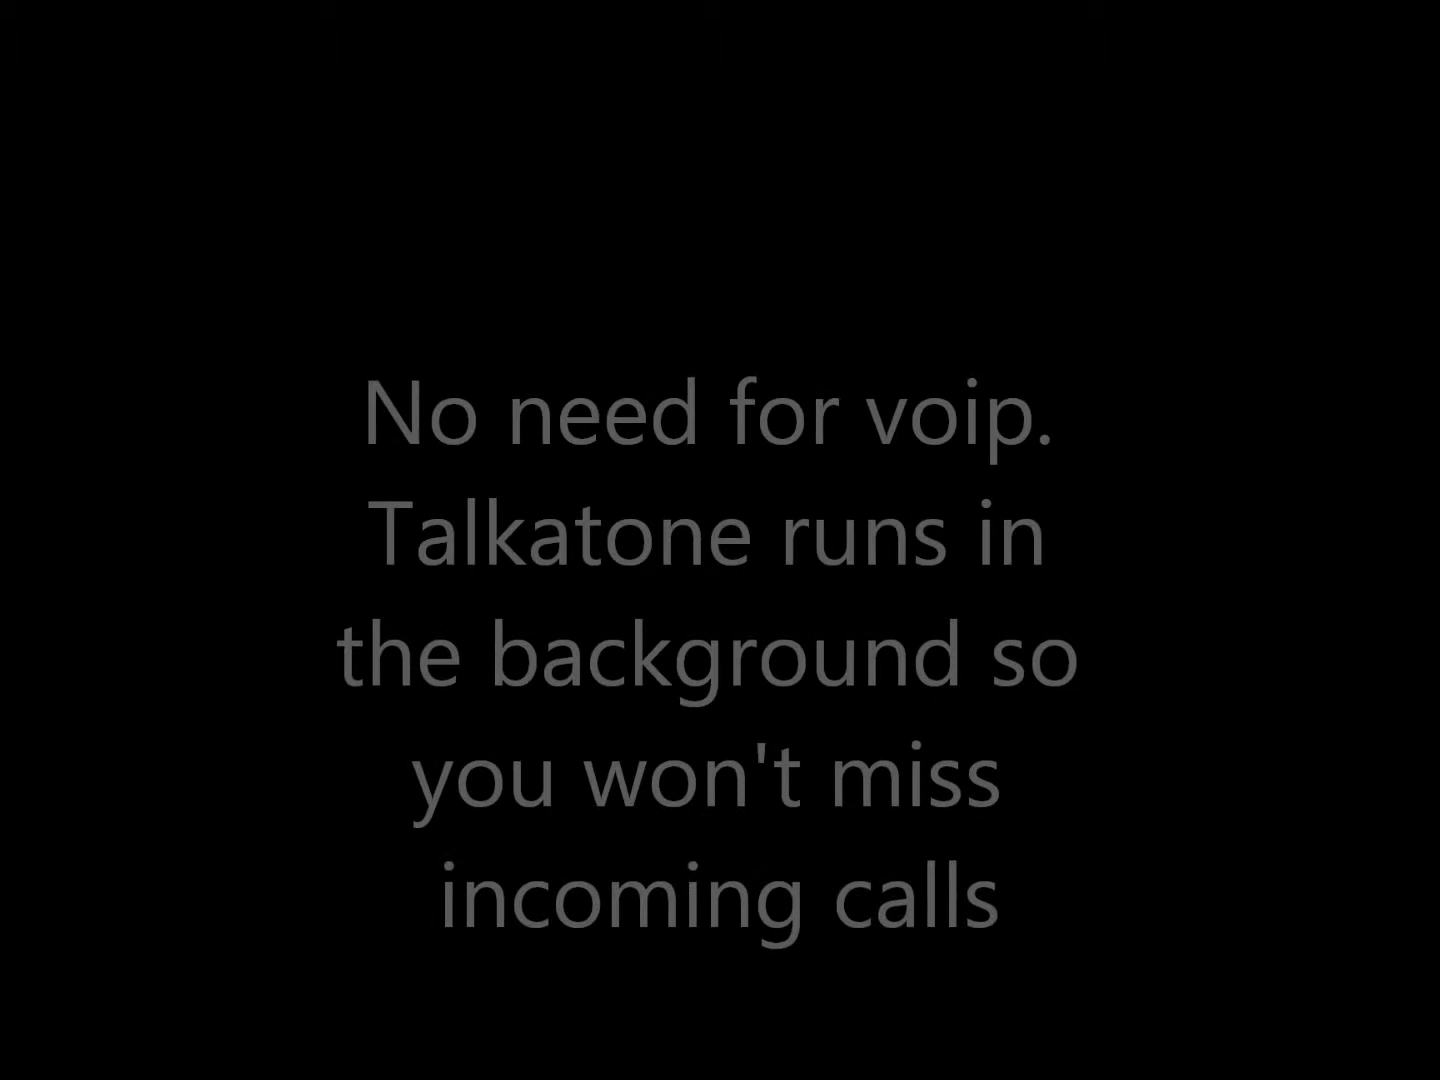 No need for voip.
Talkatone runs in
the background so
you won't miss
incoming calls